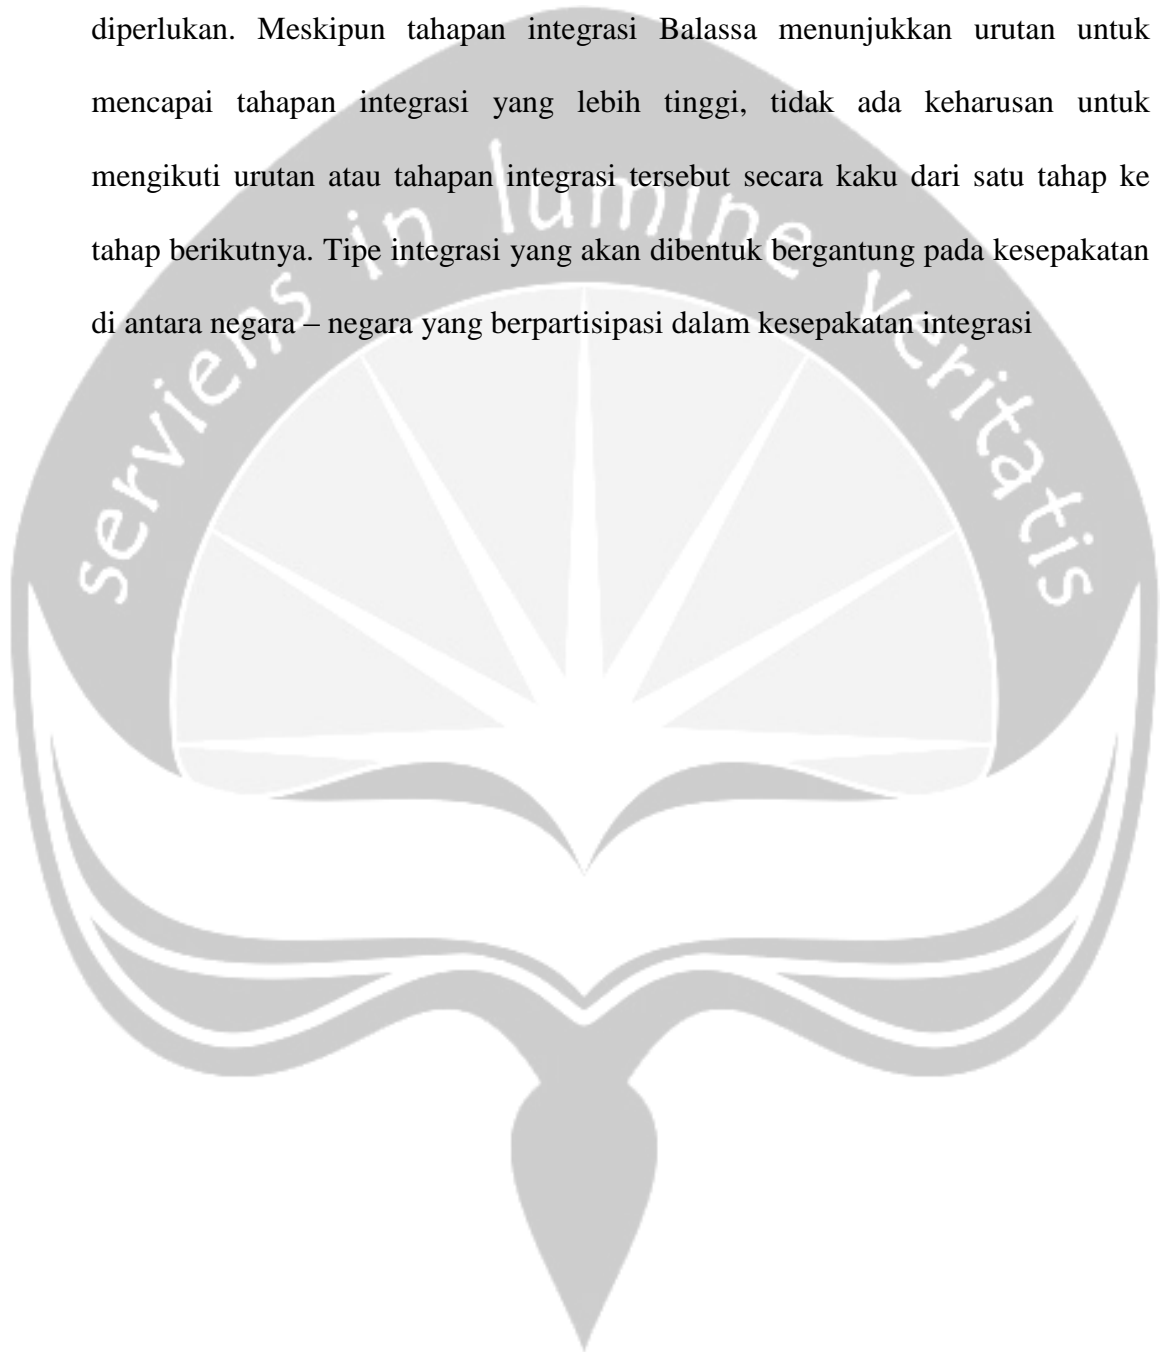 diperlukan. Meskipun tahapan integrasi Balassa menunjukkan urutan untuk
mencapai tahapan integrasi yang lebih tinggi, tidak ada keharusan untuk
mengikuti urutan atau tahapan integrasi tersebut secara kaku dari satu tahap ke
tahap berikutnya. Tipe integrasi yang akan dibentuk bergantung pada kesepakatan
di antara negara – negara yang berpartisipasi dalam kesepakatan integrasi
serviens in lumine veritatis